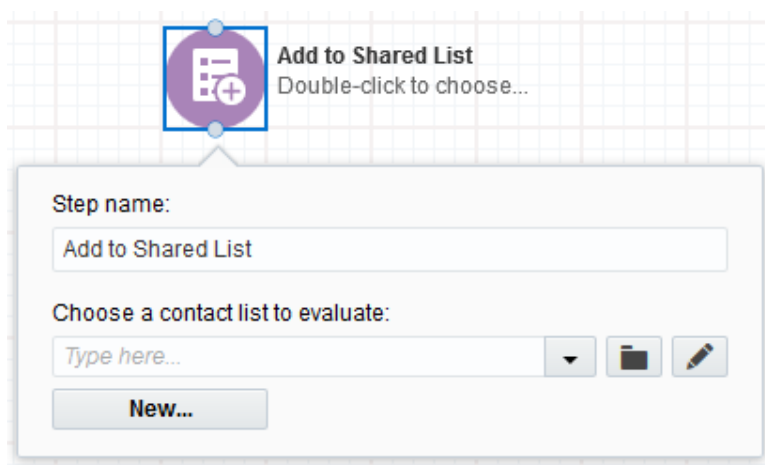 Add to Shared List
Double-click to choose...
Step name:
Add to Shared List
Choose a contact list to evaluate:
Type here...
New...